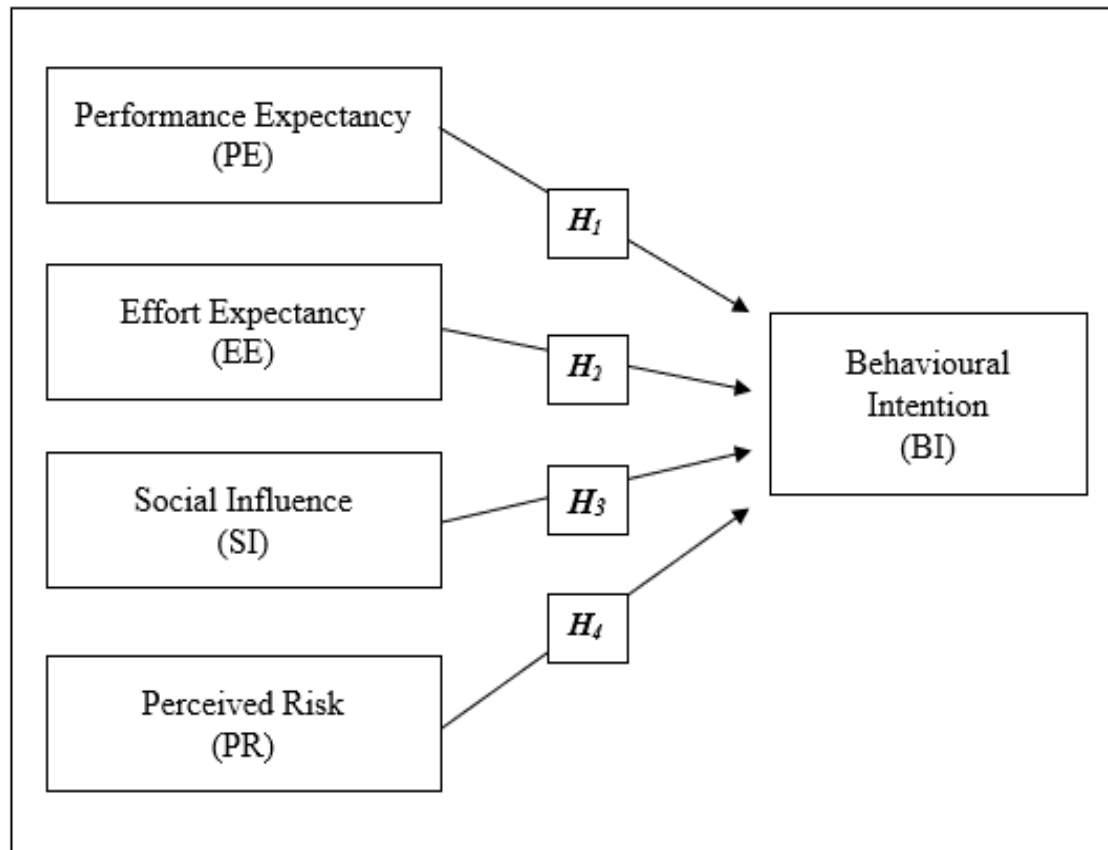 Performance Expectancy
(PE)
H1
Effort Expectancy
(EE)
H2
Behavioural
Intention
(BI)
Social Influence
(SI)
H3
H4
Perceived Risk
(PR)